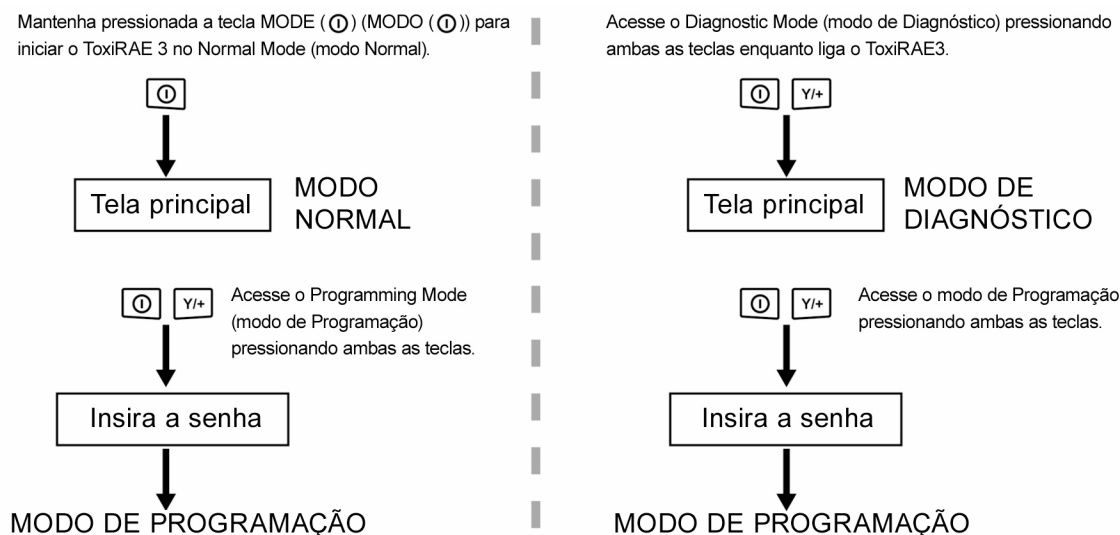 Mantenha pressionada a tecla MODE (⏼) (MODO (⏼)) para
iniciar o ToxiRAE 3 no Normal Mode (modo Normal).
Tela principal
MODO
NORMAL
Y/+
Acesse o Programming Mode
(modo de Programação)
pressionando ambas as teclas.
Insira a senha
MODO DE PROGRAMAÇÃO
Acesse o Diagnostic Mode (modo de Diagnóstico) pressionando
ambas as teclas enquanto liga o ToxiRAE3.
Y/+
Tela principal
MODO DE
DIAGNÓSTICO
Y/+
Acesse o modo de Programação
pressionando ambas as teclas.
Insira a senha
MODO DE PROGRAMAÇÃO